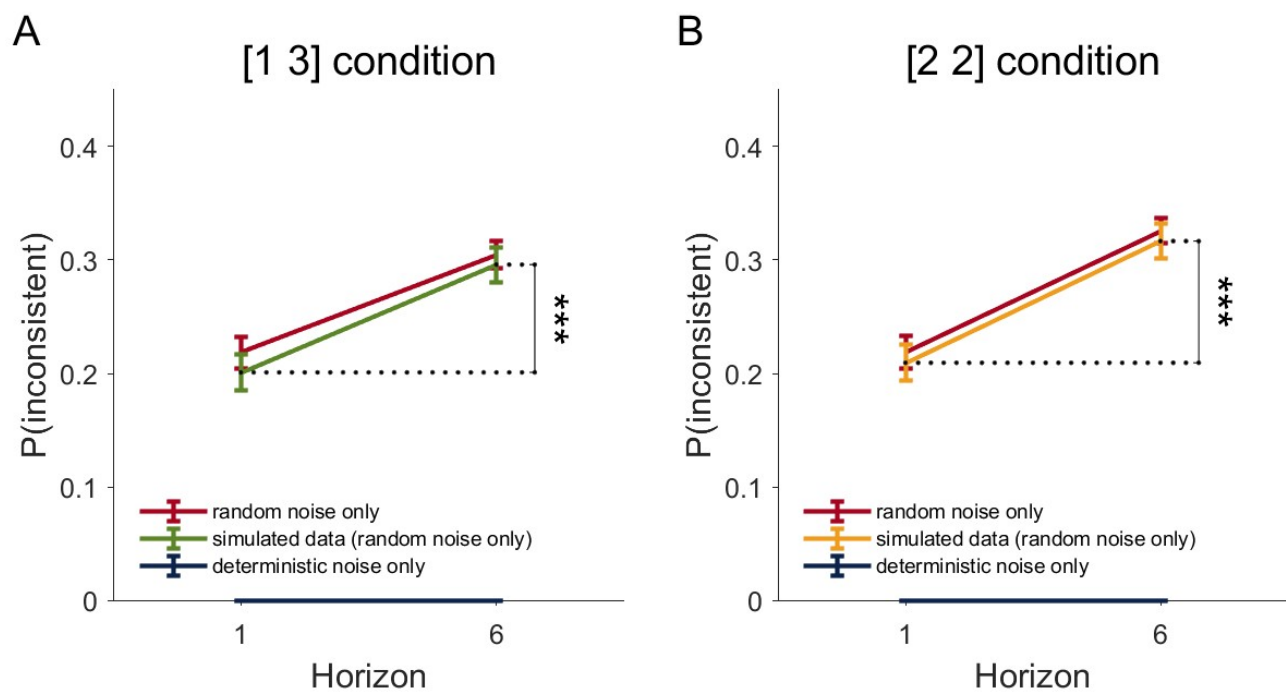 A
[1 3] condition
P(inconsistent)
0.4
0.3
0.2
0.1
0
***
random noise only
simulated data (random noise only)
deterministic noise only
1
6
Horizon
B
[2 2] condition
P(inconsistent)
0.4
0.3
0.2
0.1
0
***
random noise only
simulated data (random noise only)
deterministic noise only
1
6
Horizon